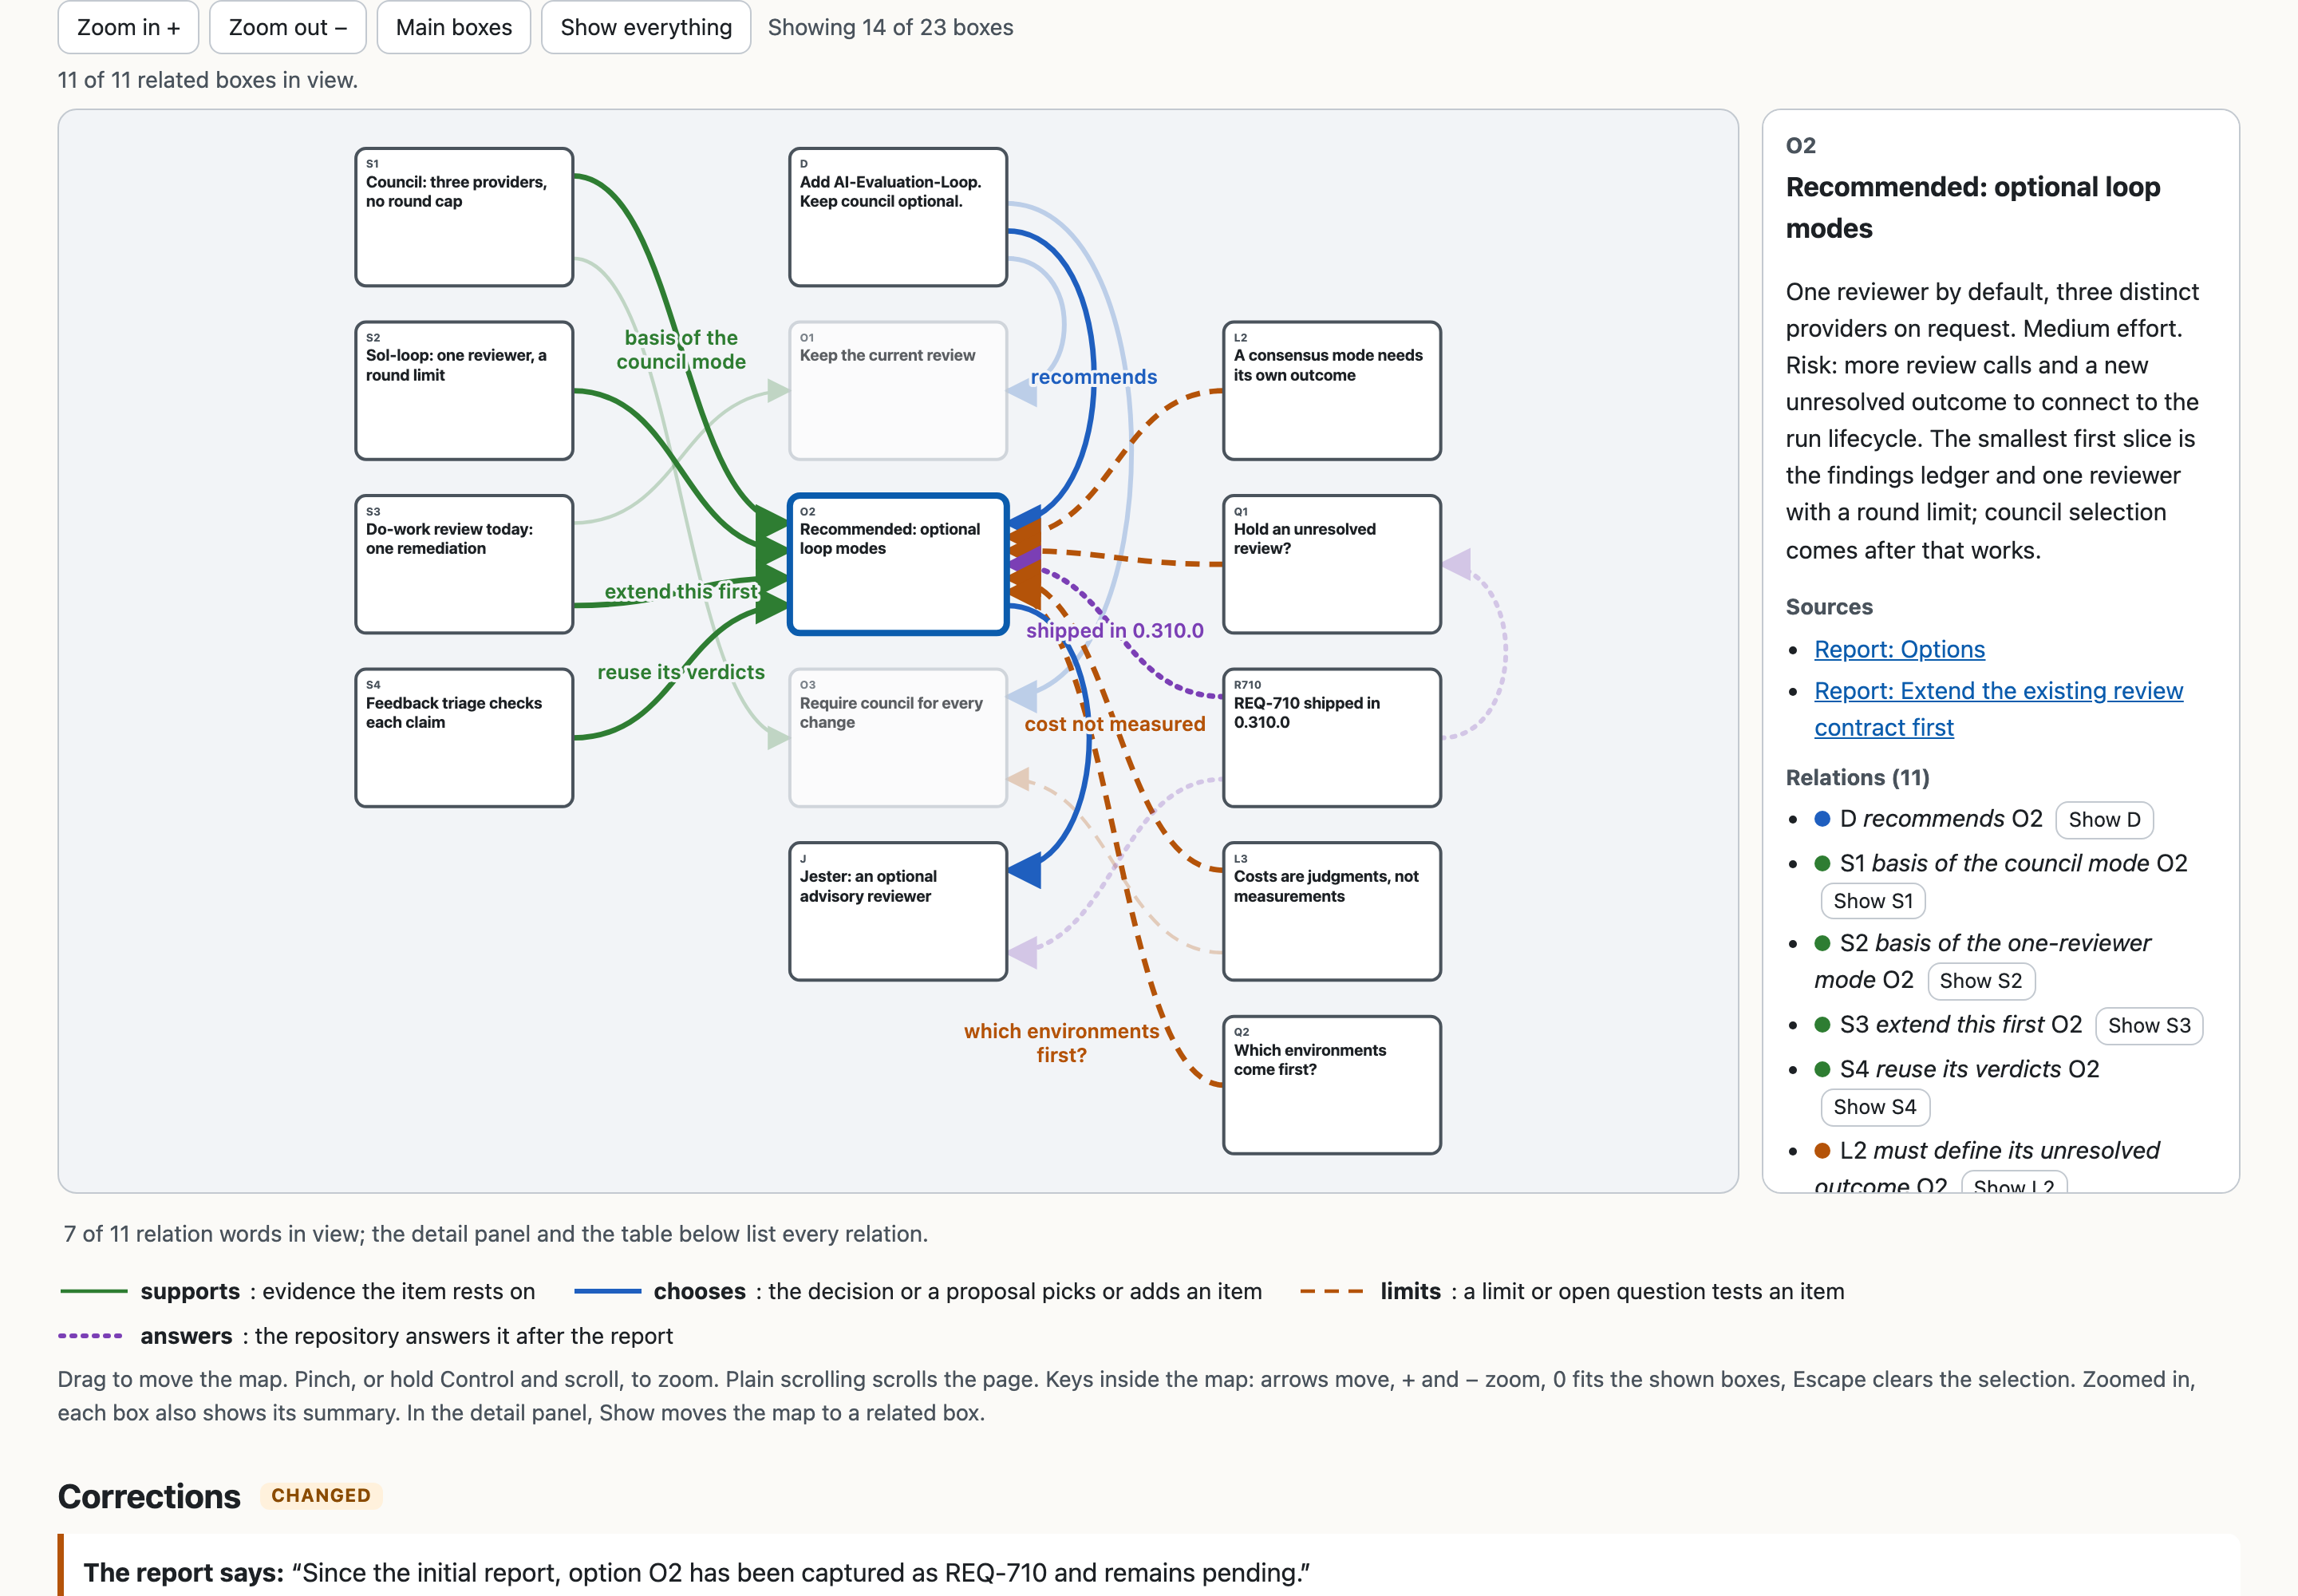 Zoom in +
Zoom out –
Main boxes
Show everything
Showing 14 of 23 boxes
11 of 11 related boxes in view.
S1
Council: three providers,
no round cap
D
Add AI-Evaluation-Loop.
Keep council optional.
S2
Sol-loop: one reviewer, a
round limit
basis of the
council mode
O1
Keep the current review
recommends
L2
A consensus mode needs
its own outcome
S3
Do-work review today:
one remediation
extend this first
O2
Recommended: optional
loop modes
Q1
Hold an unresolved
review?
shipped in 0.310.0
S4
Feedback triage checks
each claim
reuse its verdicts
O3
Require council for every
change
cost not measured
R710
REQ-710 shipped in
0.310.0
J
Jester: an optional
advisory reviewer
L3
Costs are judgments, not
measurements
which environments
first?
Q2
Which environments
come first?
O2
Recommended: optional loop
modes
One reviewer by default, three distinct
providers on request. Medium effort.
Risk: more review calls and a new
unresolved outcome to connect to the
run lifecycle. The smallest first slice is
the findings ledger and one reviewer
with a round limit; council selection
comes after that works.
Sources
Report: Options
Report: Extend the existing review
contract first
Relations (11)
D recommends O2 Show D
S1 basis of the council mode O2
Show S1
S2 basis of the one-reviewer
mode O2 Show S2
S3 extend this first O2 Show S3
S4 reuse its verdicts O2
Show S4
L2 must define its unresolved
outcome O2 Show L2
7 of 11 relation words in view; the detail panel and the table below list every relation.
supports : evidence the item rests on
chooses : the decision or a proposal picks or adds an item
limits : a limit or open question tests an item
answers : the repository answers it after the report
Drag to move the map. Pinch, or hold Control and scroll, to zoom. Plain scrolling scrolls the page. Keys inside the map: arrows move, + and – zoom, 0 fits the shown boxes, Escape clears the selection. Zoomed in,
each box also shows its summary. In the detail panel, Show moves the map to a related box.
Corrections CHANGED
The report says: “Since the initial report, option O2 has been captured as REQ-710 and remains pending.”